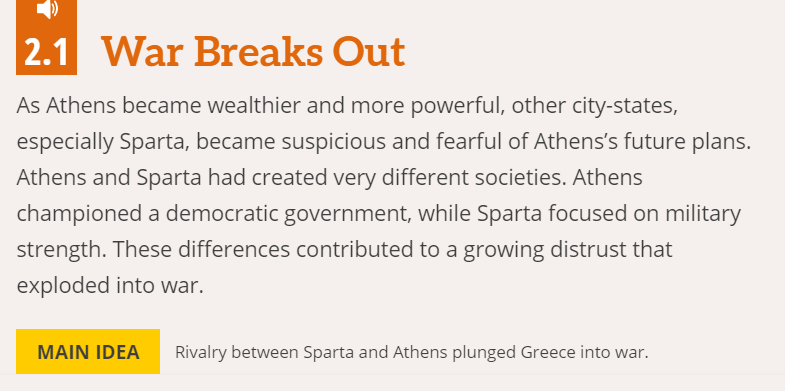 2.1 War Breaks Out
As Athens became wealthier and more powerful, other city-states,
especially Sparta, became suspicious and fearful of Athens’s future plans.
Athens and Sparta had created very different societies. Athens
championed a democratic government, while Sparta focused on military
strength. These differences contributed to a growing distrust that
exploded into war.
MAIN IDEA Rivalry between Sparta and Athens plunged Greece into war.